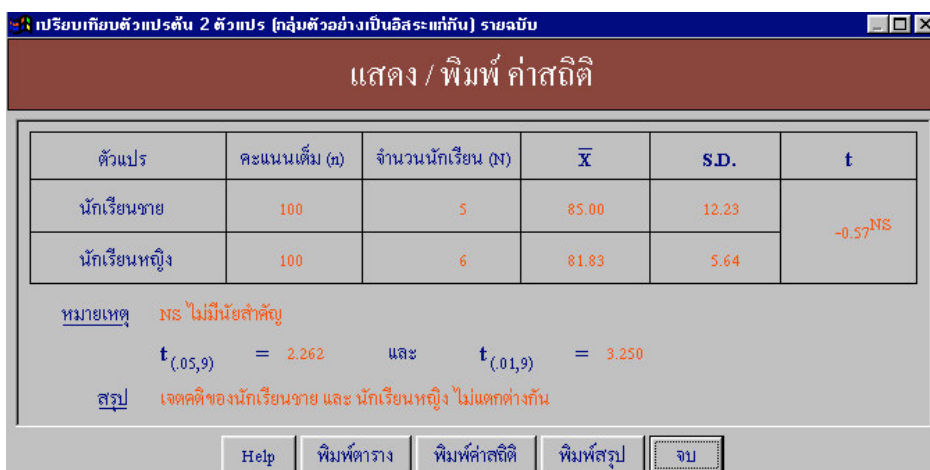 เปรียบเทียบตัวแปรต้น 2 ตัวแปร (กลุ่มตัวอย่างเป็นอิสระแก่กัน) รายฉบับ
แสดง / พิมพ์ ค่าสถิติ
ตัวแปร คะแนนเต็ม (n) จำนวนนักเรียน (N) X̄ S.D. t
นักเรียนชาย 100 5 85.00 12.23 -0.57NS
นักเรียนหญิง 100 6 81.83 5.64
หมายเหตุ NS ไม่มีนัยสำคัญ
t(.05,9) = 2.262 และ t(.01,9) = 3.250
สรุป เจตคติของนักเรียนชาย และ นักเรียนหญิง ไม่แตกต่างกัน
Help พิมพ์ตาราง พิมพ์ค่าสถิติ พิมพ์สรุป จบ